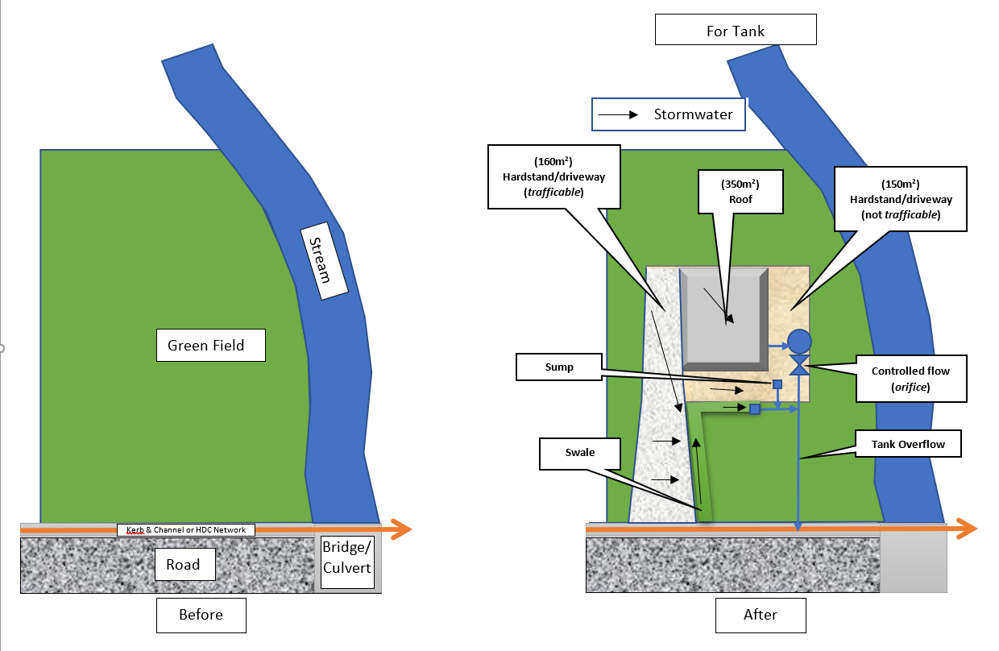 For Tank
Stormwater
(160m²)
Hardstand/driveway
(trafficable)
(350m²)
Roof
(150m²)
Hardstand/driveway
(not trafficable)
Stream
Green Field
Sump
Controlled flow
(orifice)
Swale
Tank Overflow
Kerb & Channel or HDC Network
Road
Bridge/
Culvert
Before
After